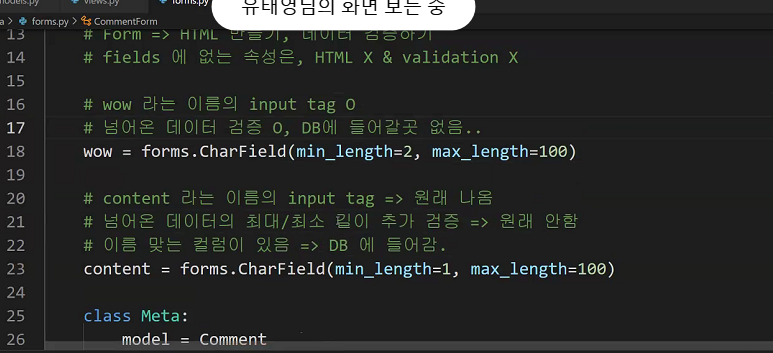 models.py views.py forms.py
유태영님의 화면 보는 중
a > forms.py > CommentForm
13 # Form => HTML 만들기, 데이터 검증하기
14 # fields 에 없는 속성은, HTML X & validation X
15
16 # wow 라는 이름의 input tag O
17 # 넘어온 데이터 검증 O, DB에 들어갈곳 없음..
18 wow = forms.CharField(min_length=2, max_length=100)
19
20 # content 라는 이름의 input tag => 원래 나옴
21 # 넘어온 데이터의 최대/최소 킬이 추가 검증 => 원래 안함
22 # 이름 맞는 컬럼이 있음 => DB 에 들어감.
23 content = forms.CharField(min_length=1, max_length=100)
24
25 class Meta:
26 model = Comment